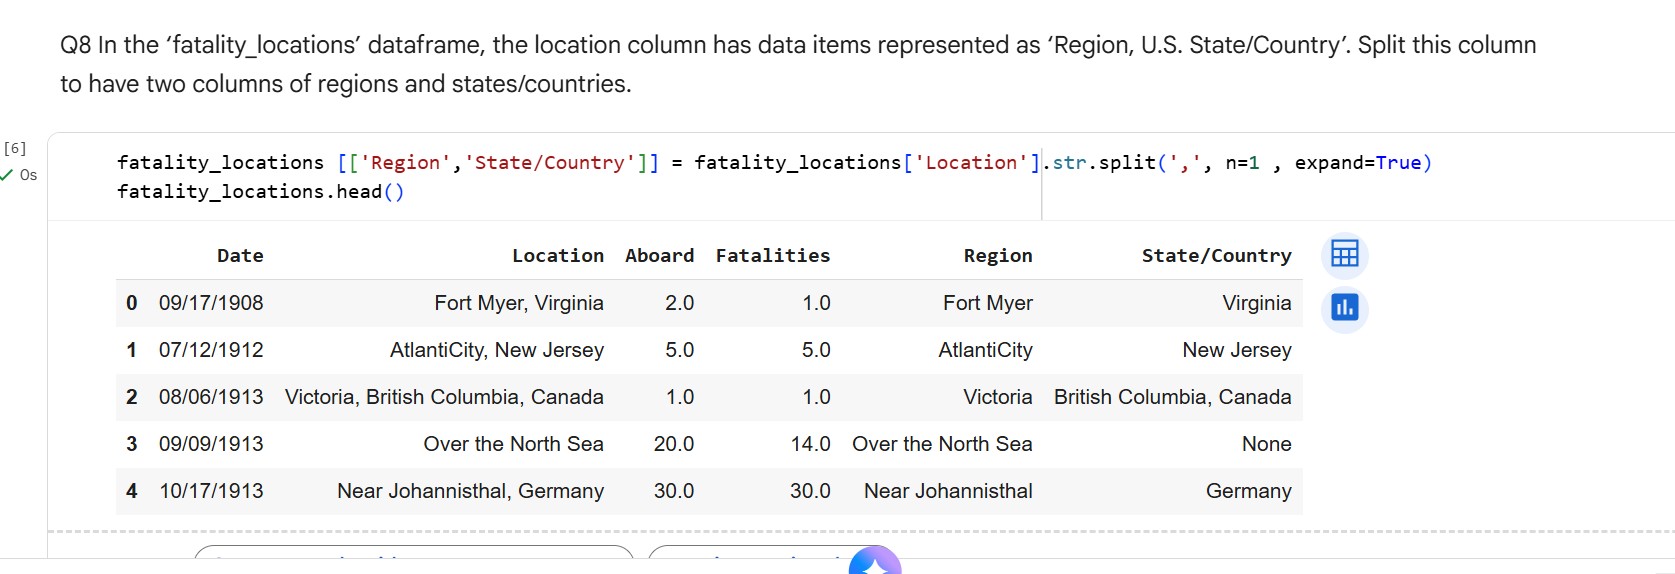 Q8 In the ‘fatality_locations’ dataframe, the location column has data items represented as ‘Region, U.S. State/Country’. Split this column
to have two columns of regions and states/countries.
[6]
0s
fatality_locations [['Region','State/Country']] = fatality_locations['Location'].str.split(',', n=1 , expand=True)
fatality_locations.head()
Date Location Aboard Fatalities Region State/Country
0 09/17/1908 Fort Myer, Virginia 2.0 1.0 Fort Myer Virginia
1 07/12/1912 AtlantiCity, New Jersey 5.0 5.0 AtlantiCity New Jersey
2 08/06/1913 Victoria, British Columbia, Canada 1.0 1.0 Victoria British Columbia, Canada
3 09/09/1913 Over the North Sea 20.0 14.0 Over the North Sea None
4 10/17/1913 Near Johannisthal, Germany 30.0 30.0 Near Johannisthal Germany